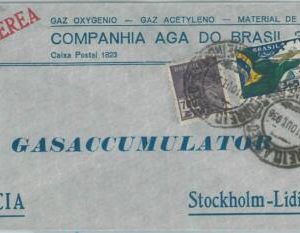 EREA
GAZ OXYGENIO — GAZ ACETYLENO — MATERIAL DE
COMPANHIA AGA DO BRASIL S
Caixa Postal 1823
BRASIL
GASACCUMULATOR
CIA
Stockholm-Lidi